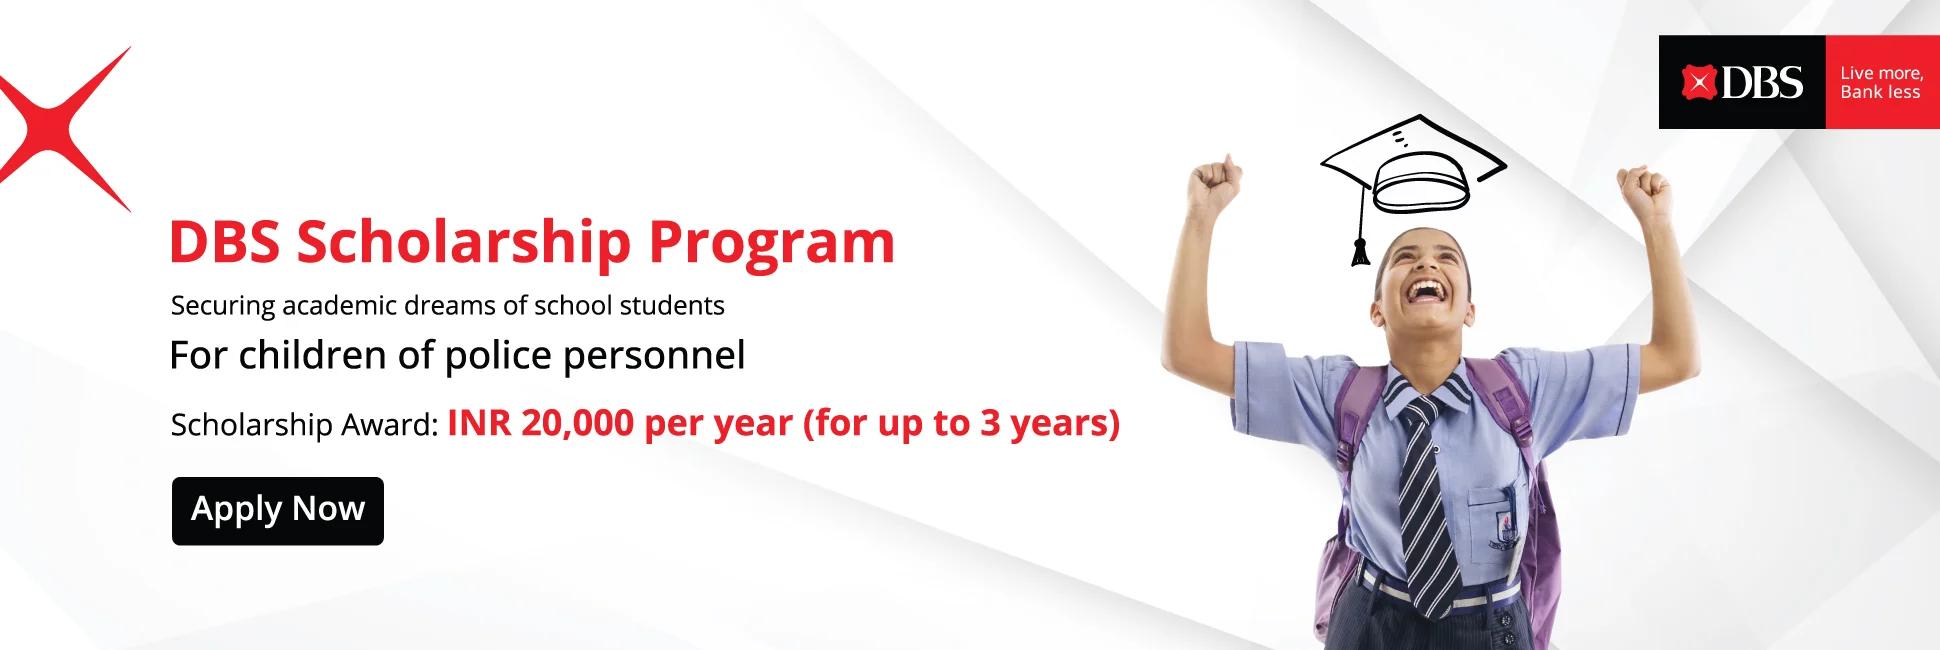 DBS
Live more,
Bank less
DBS Scholarship Program
Securing academic dreams of school students
For children of police personnel
Scholarship Award: INR 20,000 per year (for up to 3 years)
Apply Now